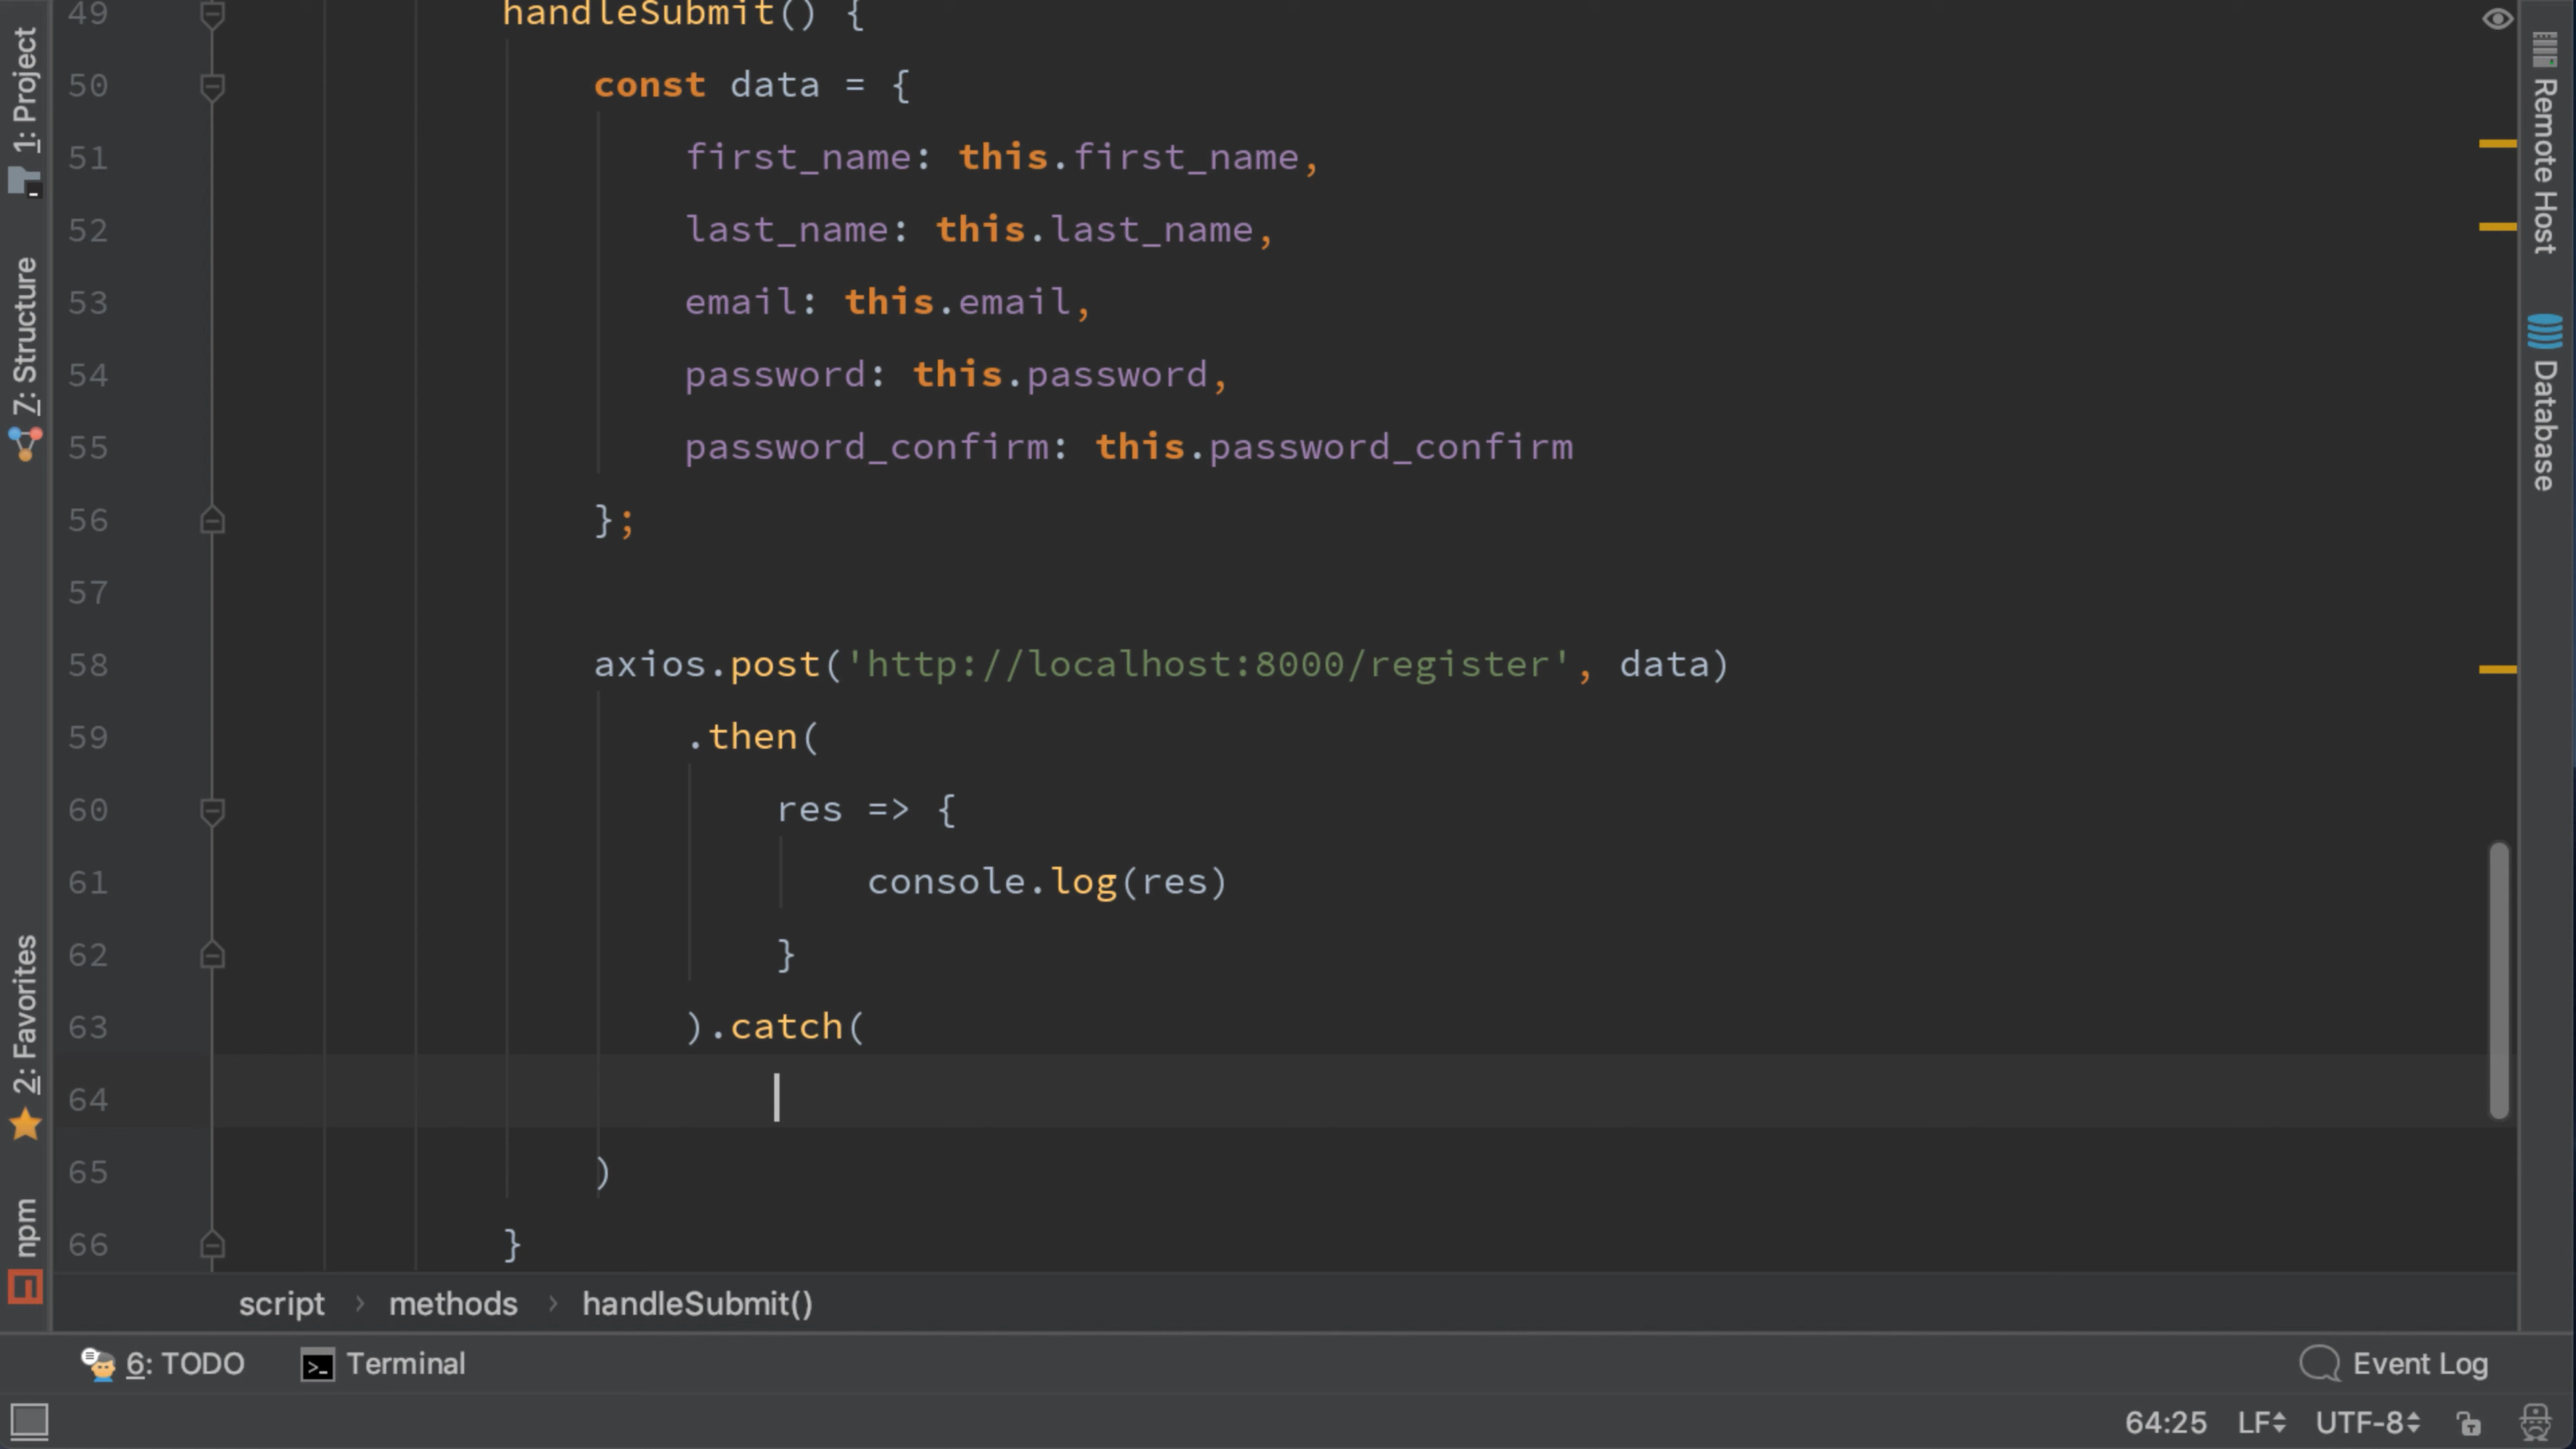 1: Project
7: Structure
2: Favorites
npm
49 handleSubmit() {
50 const data = {
51 first_name: this.first_name,
52 last_name: this.last_name,
53 email: this.email,
54 password: this.password,
55 password_confirm: this.password_confirm
56 };
57
58 axios.post('http://localhost:8000/register', data)
59 .then(
60 res => {
61 console.log(res)
62 }
63 ).catch(
64
65 )
66 }
Remote Host
Database
script › methods › handleSubmit()
6: TODO Terminal Event Log
64:25 LF UTF-8